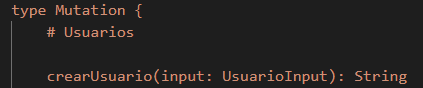 type Mutation {
# Usuarios
crearUsuario(input: UsuarioInput): String